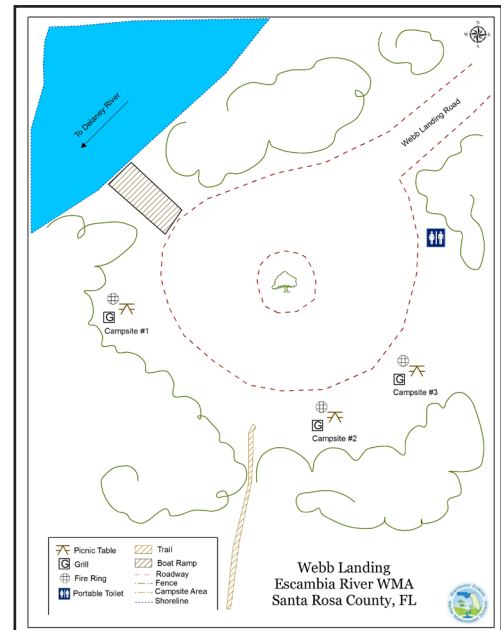 To Delaney River
Webb Landing Road
N
W
E
S
G
Campsite #1
G
Campsite #3
G
Campsite #2
Picnic Table
G Grill
Fire Ring
Portable Toilet
Trail
Boat Ramp
Roadway
Fence
Campsite Area
Shoreline
Webb Landing
Escambia River WMA
Santa Rosa County, FL